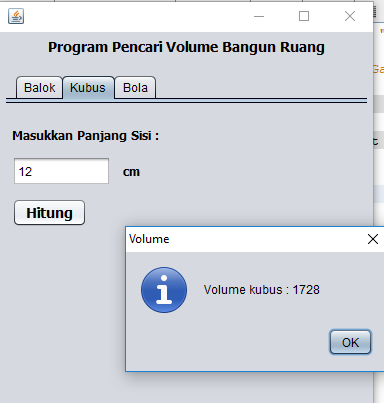 Program Pencari Volume Bangun Ruang
Balok Kubus Bola
Masukkan Panjang Sisi :
12 cm
Hitung
Volume
Volume kubus : 1728
OK